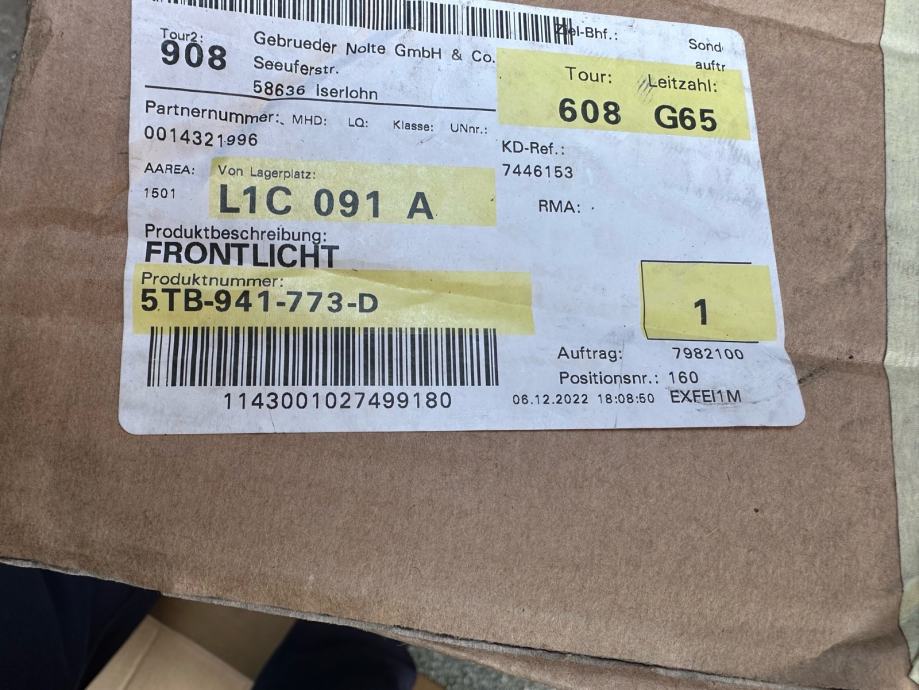 Tour2:
908
Gebrueder Nolte GmbH & Co.
Seeuferstr.
58636 Iserlohn
Ziel-Bhf.:
Sond
auftr
Tour: Leitzahl:
608 G65
Partnernummer: MHD: LQ: Klasse: UNnr.:
0014321996
KD-Ref.:
7446153
AAREA:
1501
Von Lagerplatz:
L1C 091 A
RMA:
Produktbeschreibung:
FRONTLICHT
Produktnummer:
5TB-941-773-D
1
1143001027499180
Auftrag: 7982100
Positionsnr.: 160
06.12.2022 18:08:50 EXFEI1M